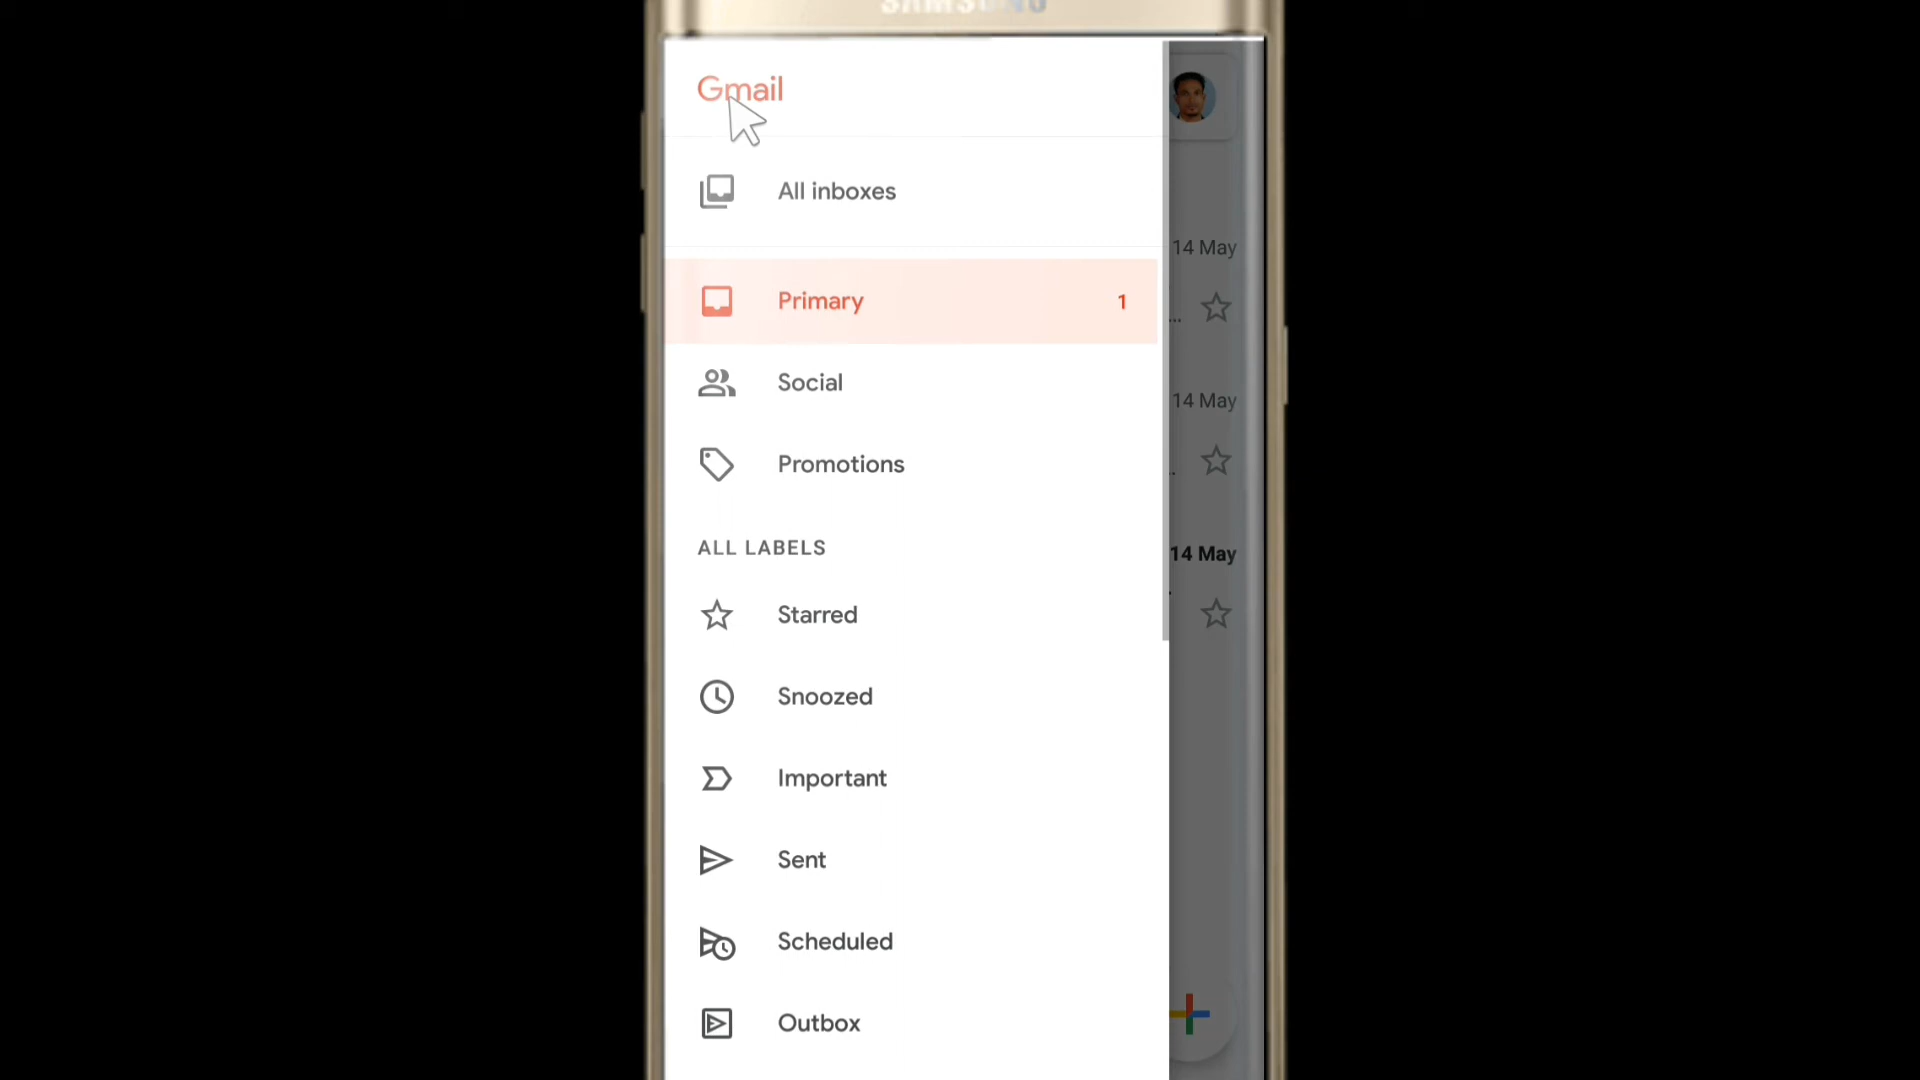 SAMSUNG
Gmail
All inboxes
Primary 1
Social
Promotions
ALL LABELS
Starred
Snoozed
Important
Sent
Scheduled
Outbox
14 May
...
14 May
14 May